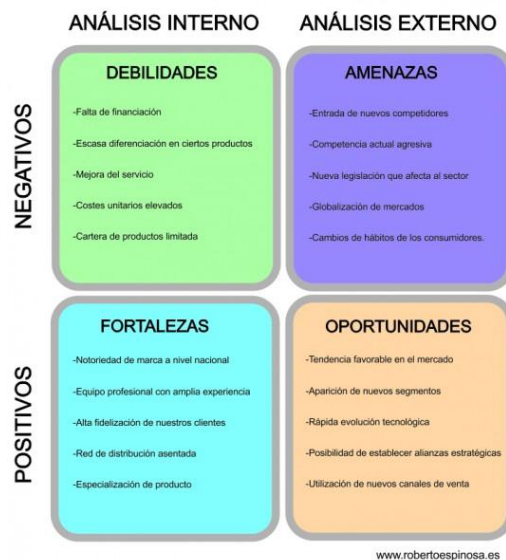 ANÁLISIS INTERNO
ANÁLISIS EXTERNO
NEGATIVOS
DEBILIDADES
-Falta de financiación
-Escasa diferenciación en ciertos productos
-Mejora del servicio
-Costes unitarios elevados
-Cartera de productos limitada
AMENAZAS
-Entrada de nuevos competidores
-Competencia actual agresiva
-Nueva legislación que afecta al sector
-Globalización de mercados
-Cambios de hábitos de los consumidores.
POSITIVOS
FORTALEZAS
-Notoriedad de marca a nivel nacional
-Equipo profesional con amplia experiencia
-Alta fidelización de nuestros clientes
-Red de distribución asentada
-Especialización de producto
OPORTUNIDADES
-Tendencia favorable en el mercado
-Aparición de nuevos segmentos
-Rápida evolución tecnológica
-Posibilidad de establecer alianzas estratégicas
-Utilización de nuevos canales de venta
www.robertoespinosa.es